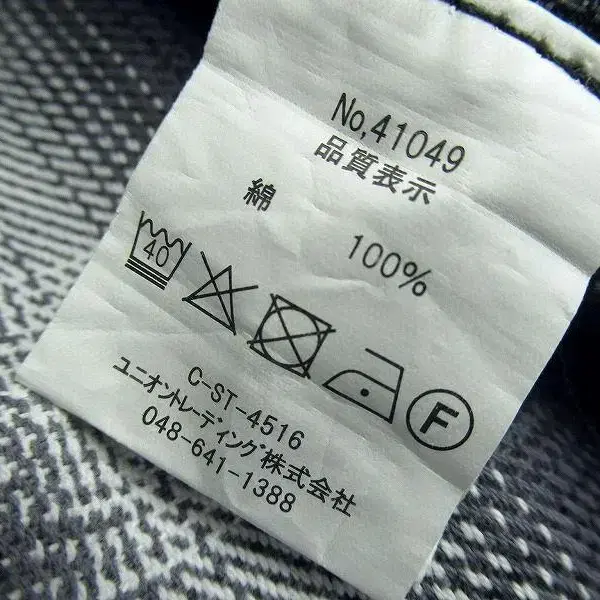 No,41049
品質表示
綿 100%
40
F
C-ST-4516
ユニオントレーディング株式会社
048-641-1388